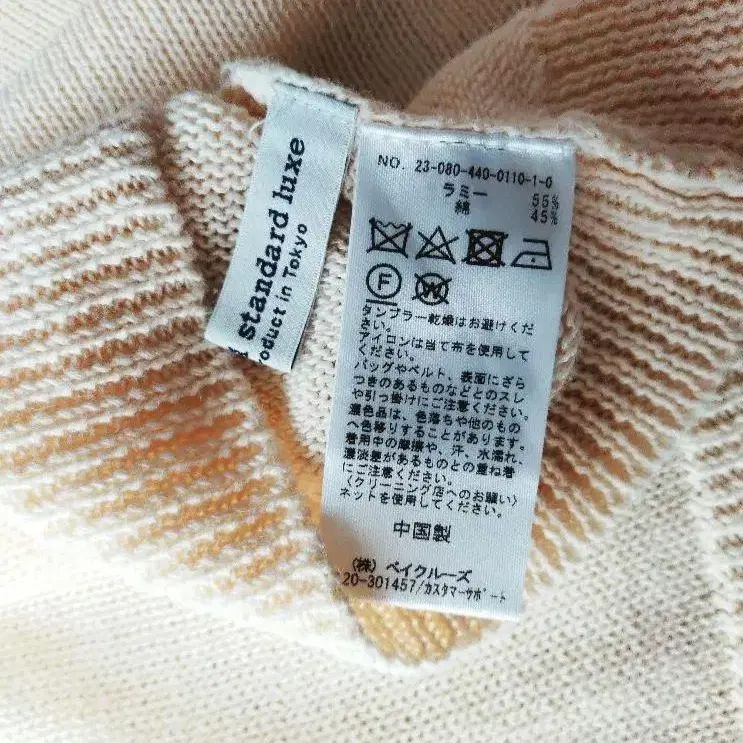 standard luxe
oduct in Tokyo
NO. 23-080-440-0110-1-0
ラミー 55%
綿 45%
F
W
タンブラー乾燥はお避けくだ
さい。
アイロンは当て布を使用して
ください。
バッグやベルト、表面にざら
つきのあるものなどとのスレ
や引っ掛けにご注意ください。
濃色品は、色落ちや他のもの
へ色移りすることがあります。
着用中の摩擦や、汗、水濡れ、
濃淡差があるものとの重ね着
にご注意ください。
〈クリーニング店へのお願い〉
ネットを使用してください。
中国製
(株) ベイクルーズ
20-301457/カスタマーサポート